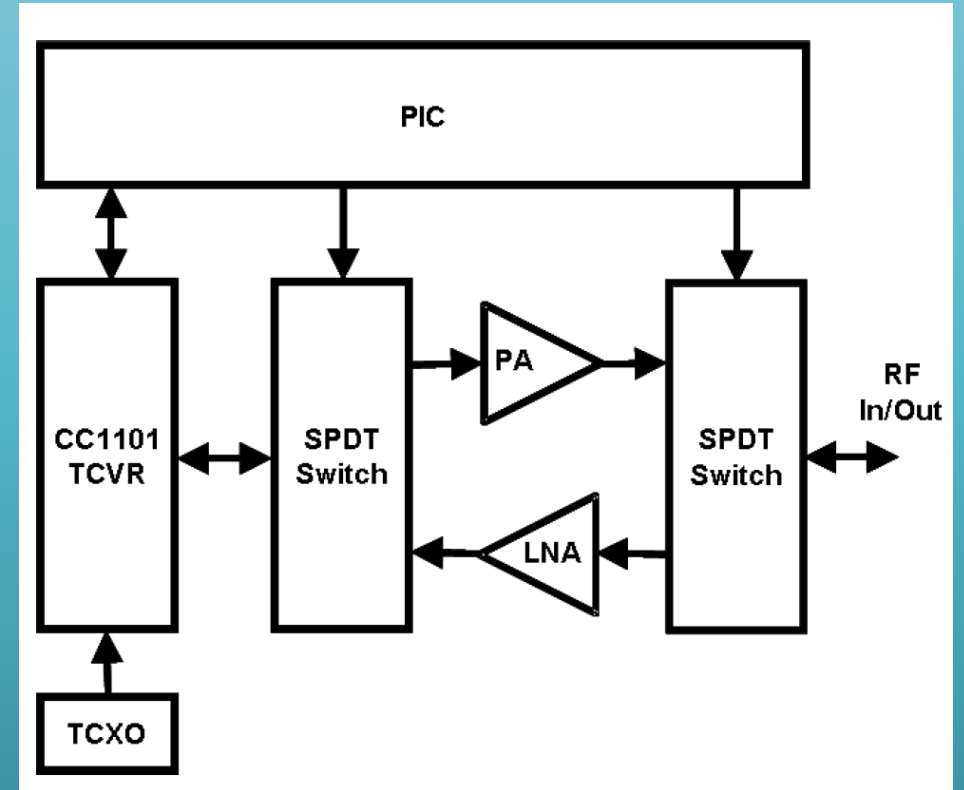 PIC
CC1101
TCVR
SPDT
Switch
PA
LNA
SPDT
Switch
RF
In/Out
TCXO